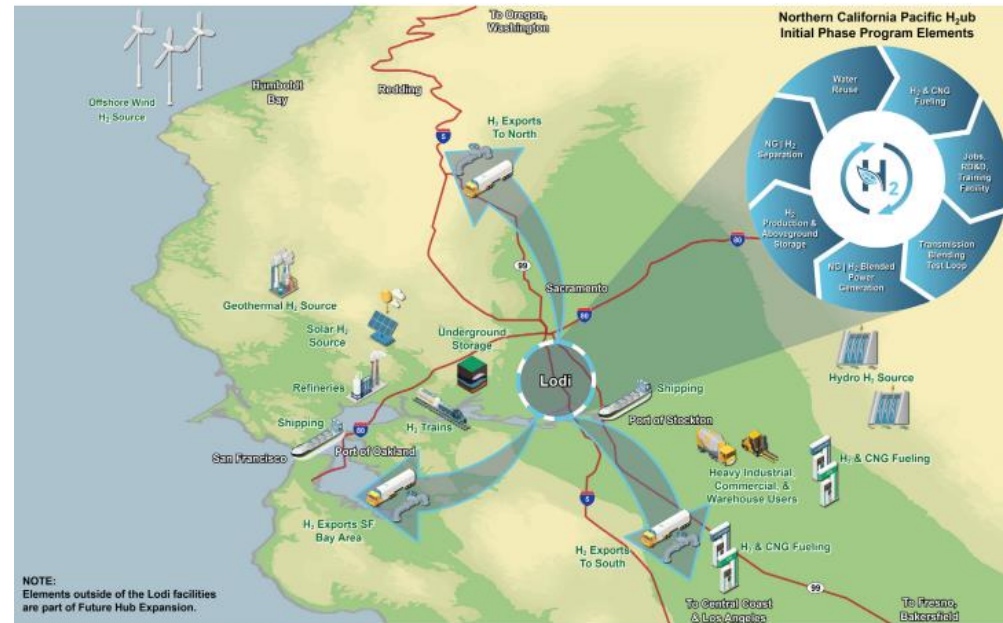 To Oregon,
Washington
Northern California Pacific H₂ub
Initial Phase Program Elements
Water
Reuse
H₂ & CNG
Fueling
NG | H₂
Separation
Jobs,
RD&D,
Training
Facility
H₂
H₂
Production &
Aboveground
Storage
Transmission
Blending
Test Loop
NG | H₂ Blended
Power
Generation
Offshore Wind
H₂ Source
Humboldt
Bay
Redding
5
H₂ Exports
To North
99
80
Sacramento
80
Geothermal H₂ Source
Solar H₂
Source
Underground
Storage
Refineries
Lodi
Hydro H₂ Source
Shipping
H₂ Trains
Shipping
80
Port of Stockton
San Francisco
Port of Oakland
Heavy Industrial,
Commercial, &
Warehouse Users
H₂ & CNG Fueling
H₂ Exports SF
Bay Area
5
H₂ Exports
To South
H₂ & CNG Fueling
99
NOTE:
Elements outside of the Lodi facilities
are part of Future Hub Expansion.
To Central Coast
& Los Angeles
To Fresno,
Bakersfield